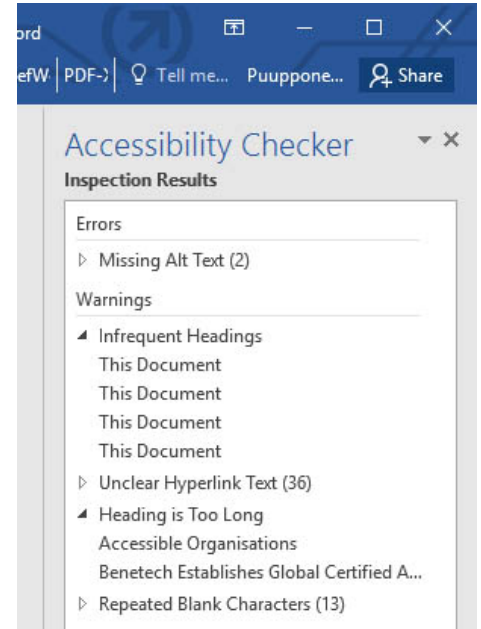 ord
efW PDF-X Tell me... Puuppone... Share
Accessibility Checker
Inspection Results
Errors
Missing Alt Text (2)
Warnings
Infrequent Headings
This Document
This Document
This Document
This Document
Unclear Hyperlink Text (36)
Heading is Too Long
Accessible Organisations
Benetech Establishes Global Certified A...
Repeated Blank Characters (13)